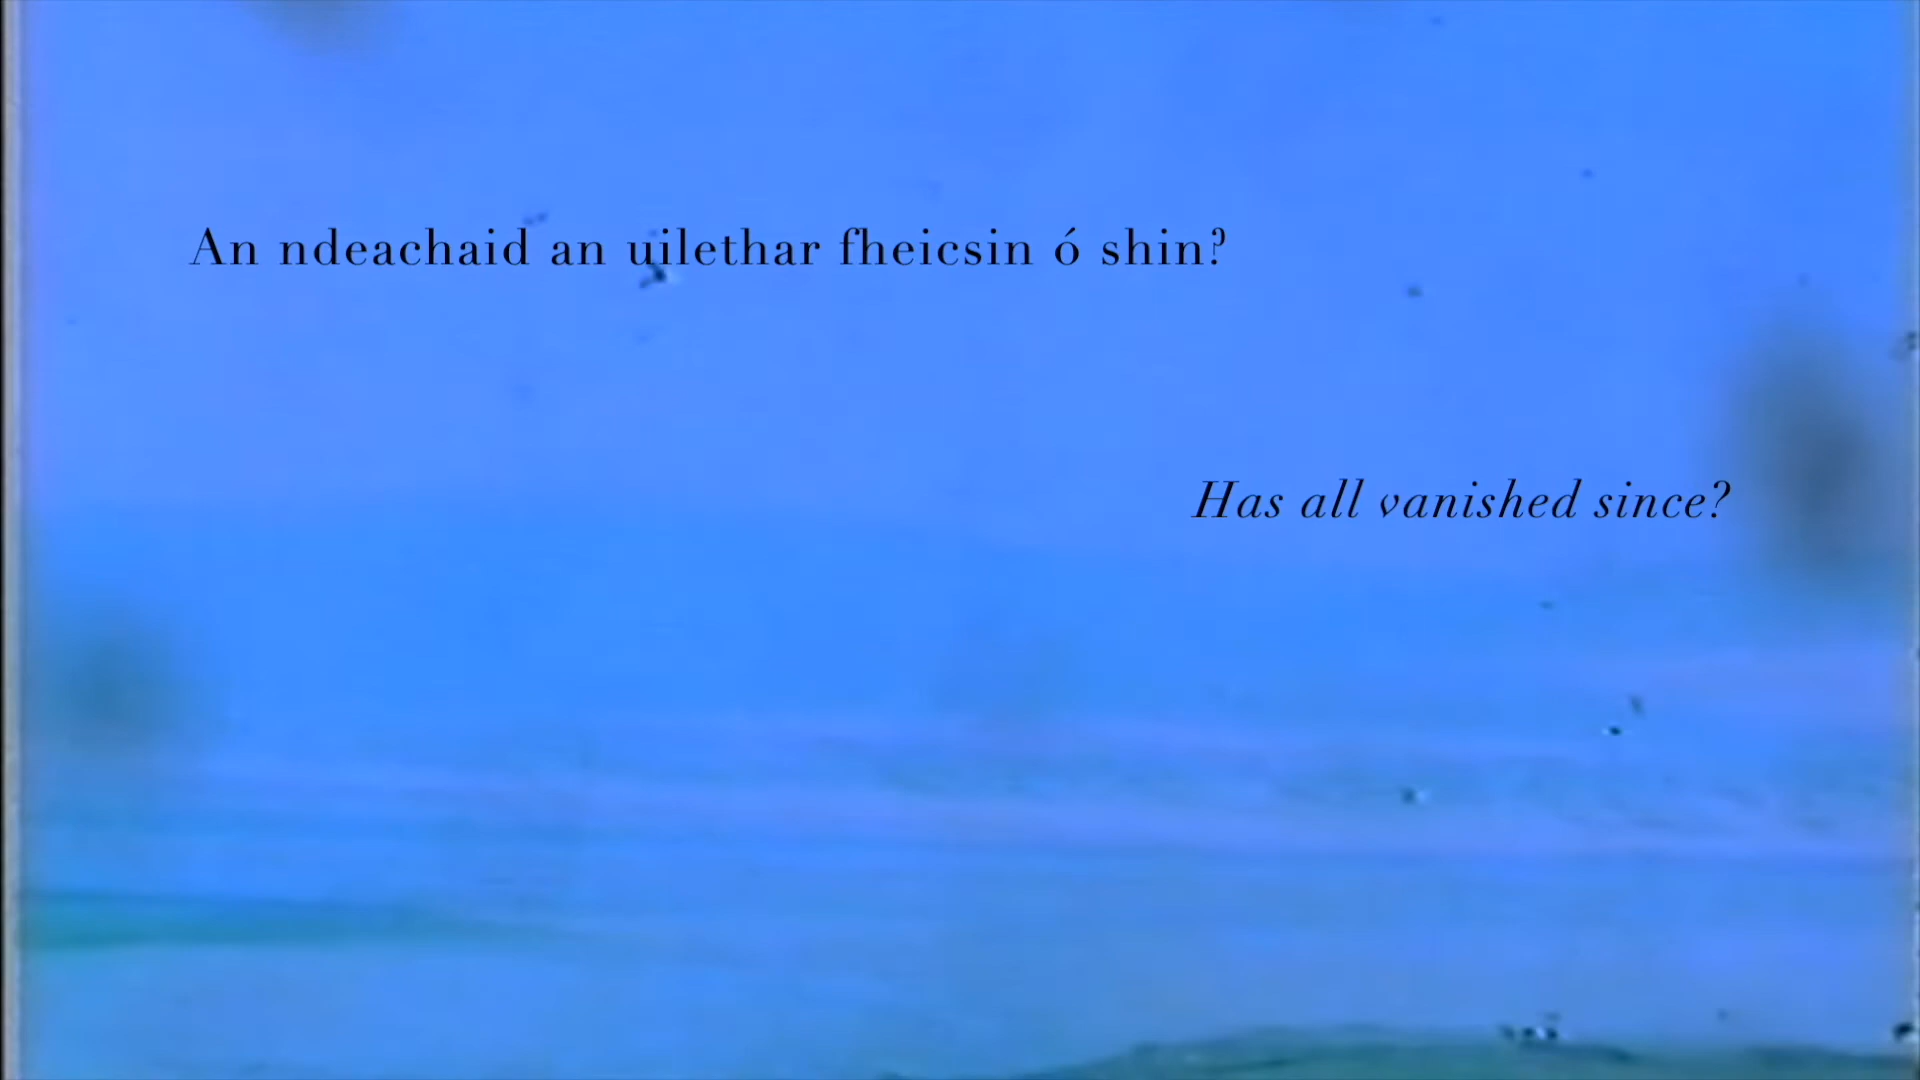 An ndeachaid an uilethar fheicsin ó shin?
Has all vanished since?